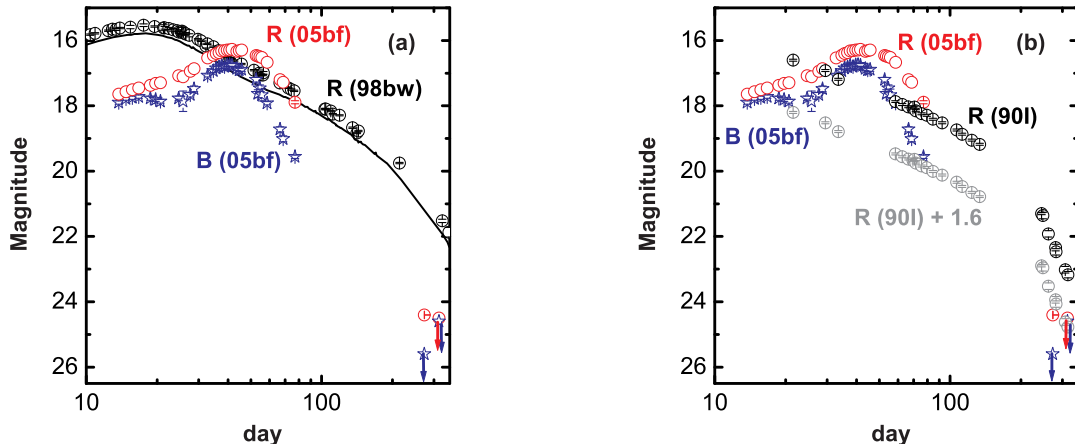 R (05bf)
(a)
R (98bw)
B (05bf)
16
18
20
22
24
26
10
100
Magnitude
day
R (05bf)
(b)
R (90I)
B (05bf)
R (90I) + 1.6
16
18
20
22
24
26
10
100
Magnitude
day